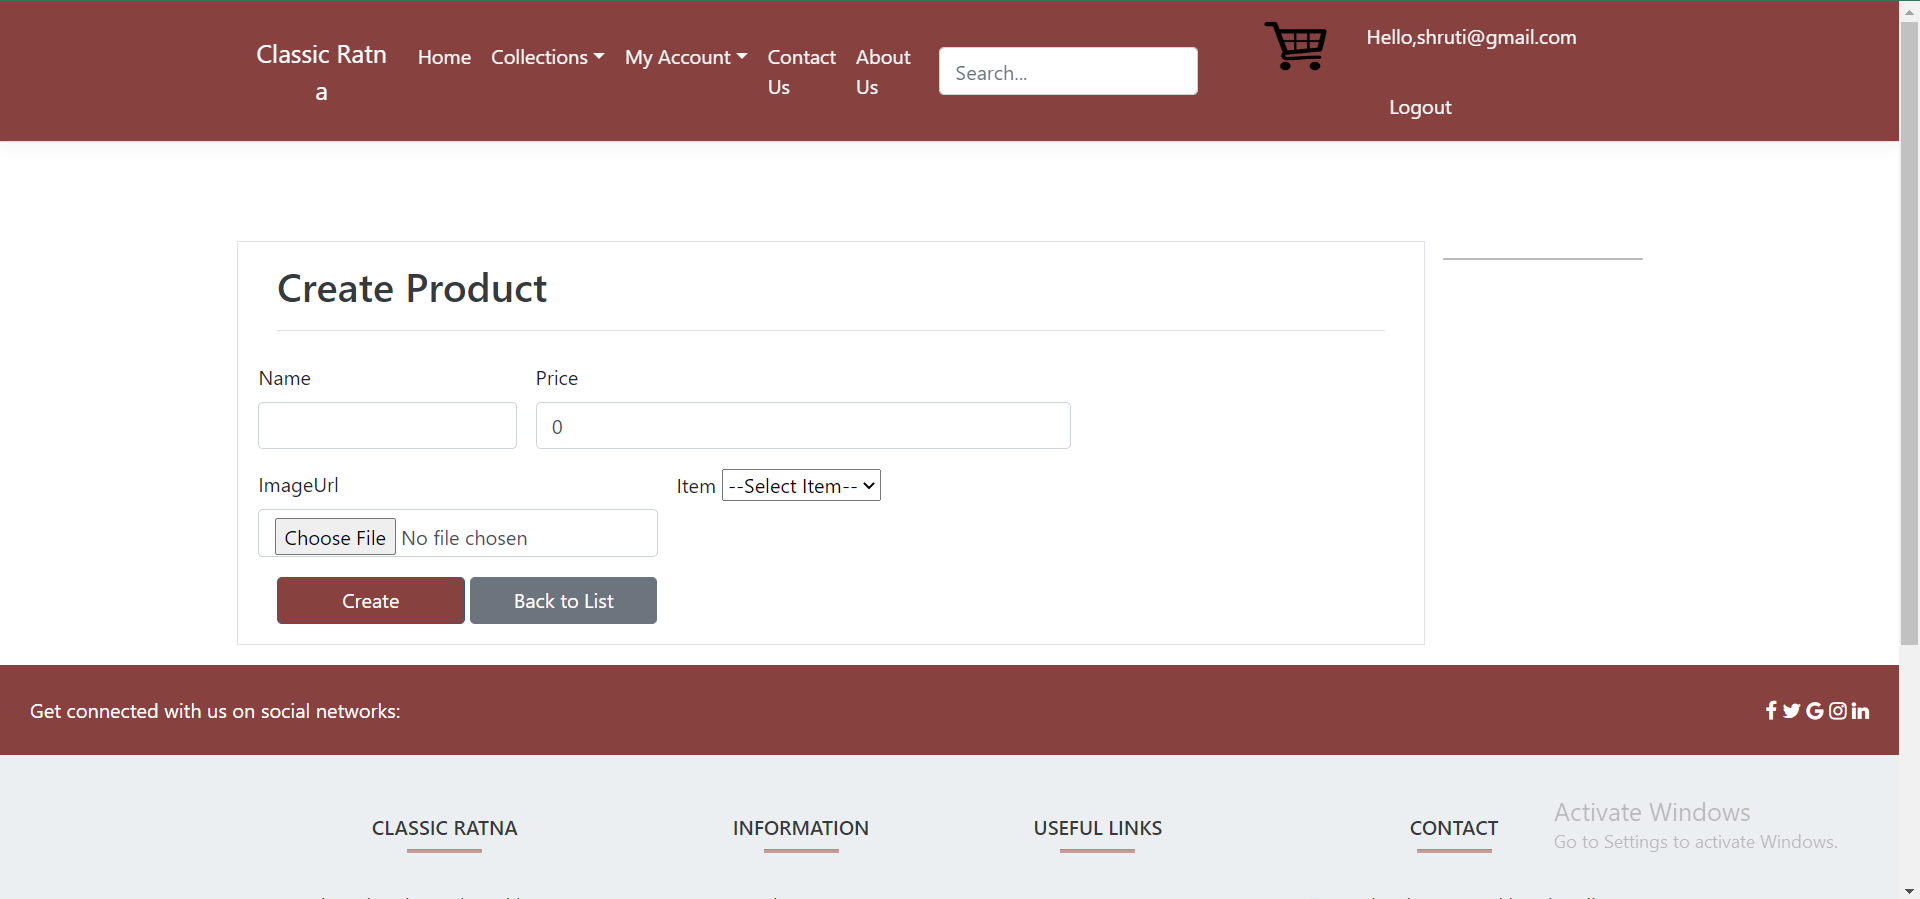 Classic Ratn
a
Home
Collections
My Account
Contact
Us
About
Us
Search...
Hello,shruti@gmail.com
Logout
Create Product
Name
Price
0
ImageUrl
Item --Select Item--
Choose File No file chosen
Create
Back to List
Get connected with us on social networks:
CLASSIC RATNA
INFORMATION
USEFUL LINKS
CONTACT
Activate Windows
Go to Settings to activate Windows.